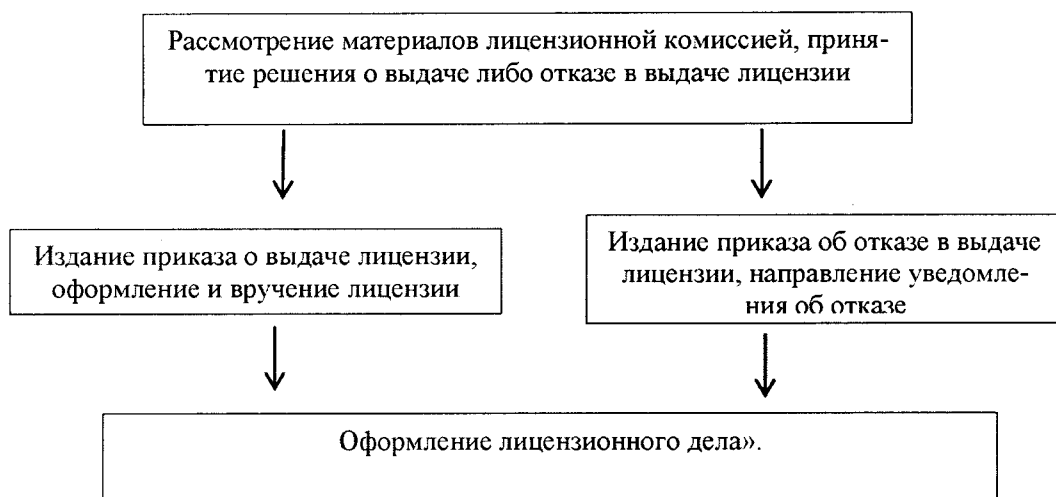 Рассмотрение материалов лицензионной комиссией, приня-
тие решения о выдаче либо отказе в выдаче лицензии
Издание приказа о выдаче лицензии,
оформление и вручение лицензии
Издание приказа об отказе в выдаче
лицензии, направление уведомле-
ния об отказе
Оформление лицензионного дела».